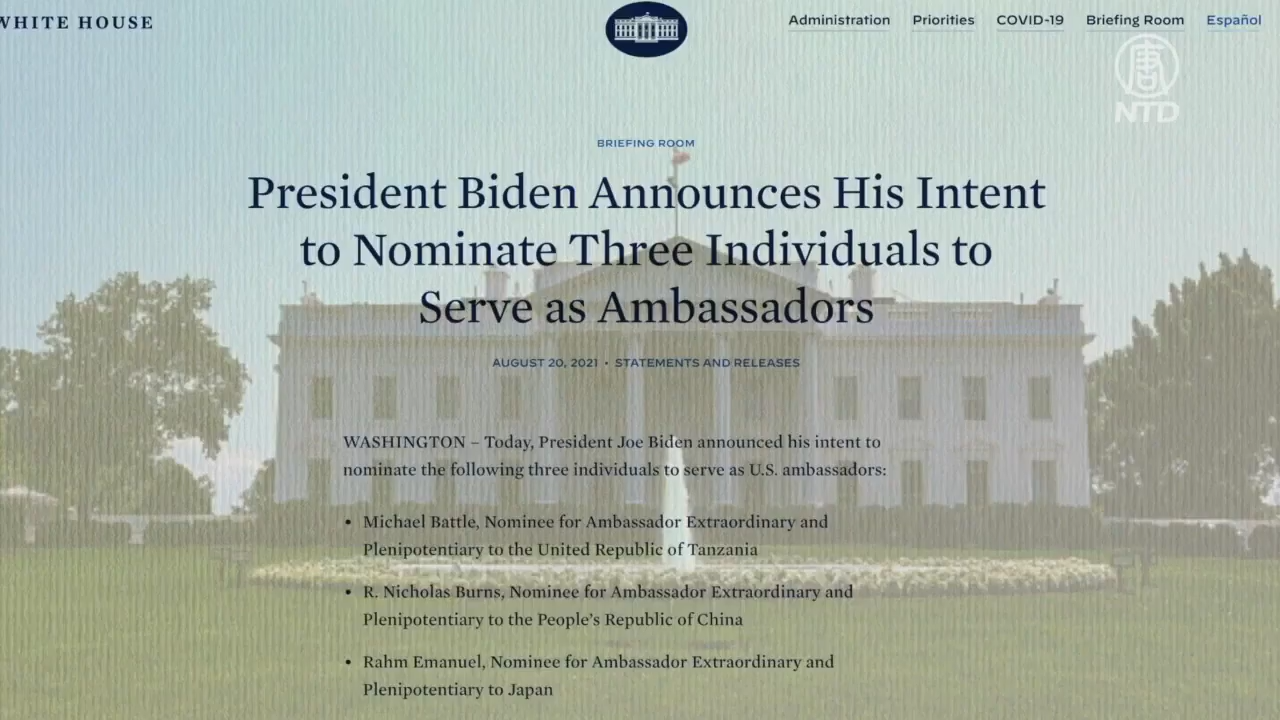 WHITE HOUSE
Administration Priorities COVID-19 Briefing Room Español
唐
NTD
BRIEFING ROOM
President Biden Announces His Intent
to Nominate Three Individuals to
Serve as Ambassadors
AUGUST 20, 2021 • STATEMENTS AND RELEASES
WASHINGTON – Today, President Joe Biden announced his intent to
nominate the following three individuals to serve as U.S. ambassadors:
• Michael Battle, Nominee for Ambassador Extraordinary and
Plenipotentiary to the United Republic of Tanzania
• R. Nicholas Burns, Nominee for Ambassador Extraordinary and
Plenipotentiary to the People’s Republic of China
• Rahm Emanuel, Nominee for Ambassador Extraordinary and
Plenipotentiary to Japan